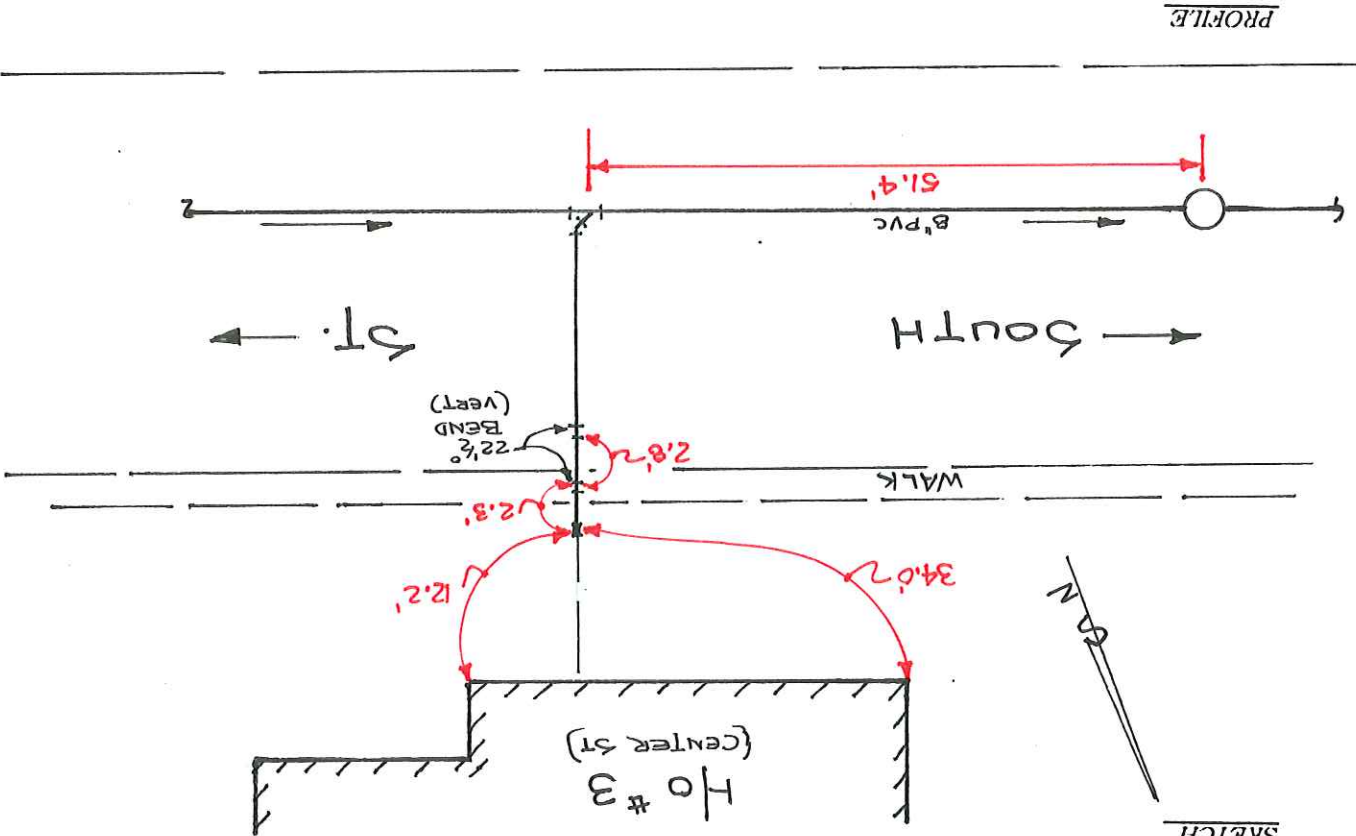 SKETCH
H/O #3
(CENTER ST)
N
34.0'
12.2'
2.3'
WALK
2.8'
22½°
BEND
(VERT)
SOUTH ST.
8" PVC
51.4'
PROFILE